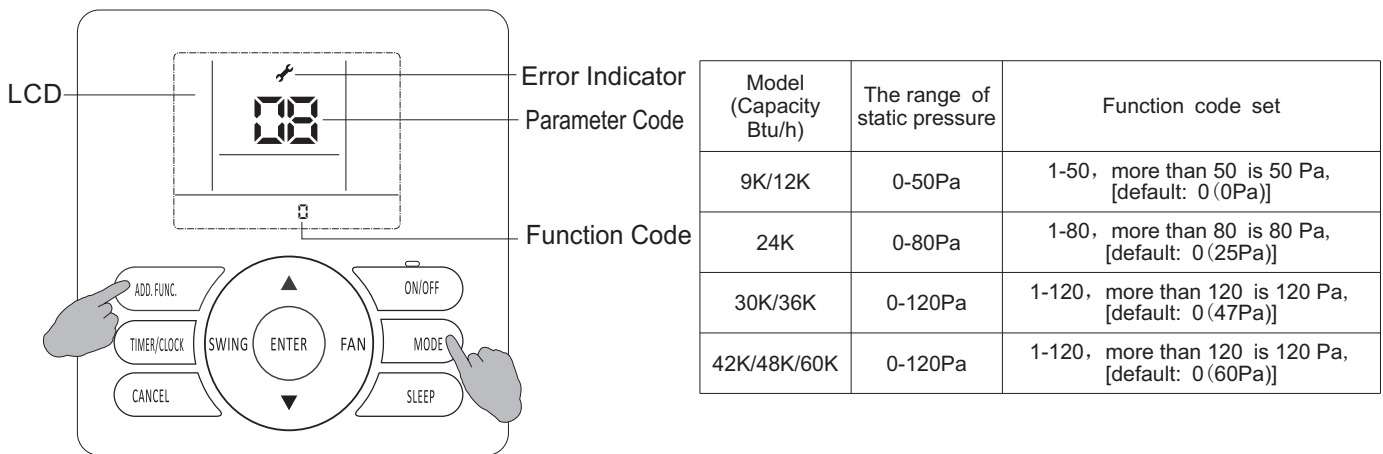 LCD
08
0
Error Indicator
Parameter Code
Function Code
ADD. FUNC.
ON/OFF
TIMER/CLOCK
SWING
ENTER
FAN
MODE
CANCEL
SLEEP
Model
(Capacity
Btu/h)
The range of
static pressure
Function code set
9K/12K
0-50Pa
1-50，more than 50 is 50 Pa,
[default: 0（0Pa）]
24K
0-80Pa
1-80，more than 80 is 80 Pa,
[default: 0（25Pa）]
30K/36K
0-120Pa
1-120，more than 120 is 120 Pa,
[default: 0（47Pa）]
42K/48K/60K
0-120Pa
1-120，more than 120 is 120 Pa,
[default: 0（60Pa）]